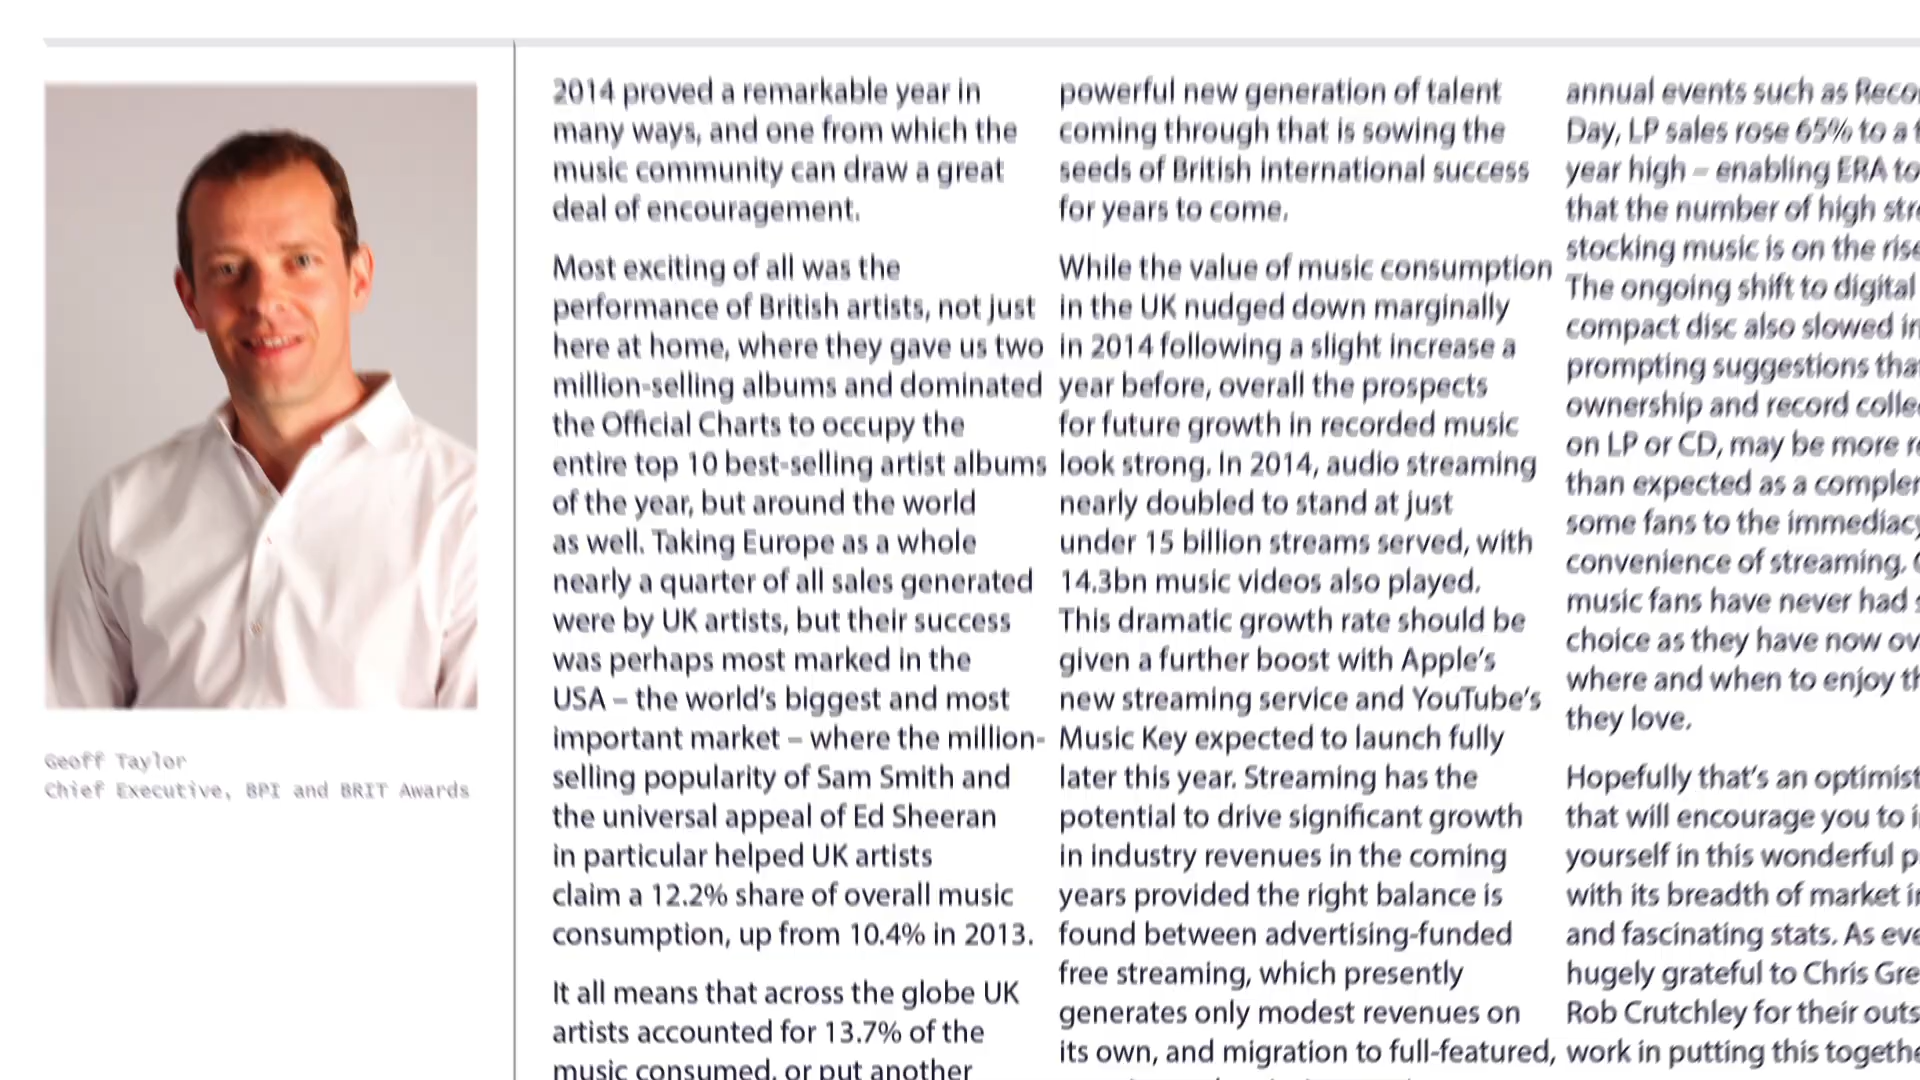 Geoff Taylor
Chief Executive, BPI and BRIT Awards
2014 proved a remarkable year in
many ways, and one from which the
music community can draw a great
deal of encouragement.
Most exciting of all was the
performance of British artists, not just
here at home, where they gave us two
million-selling albums and dominated
the Official Charts to occupy the
entire top 10 best-selling artist albums
of the year, but around the world
as well. Taking Europe as a whole
nearly a quarter of all sales generated
were by UK artists, but their success
was perhaps most marked in the
USA – the world’s biggest and most
important market – where the million-
selling popularity of Sam Smith and
the universal appeal of Ed Sheeran
in particular helped UK artists
claim a 12.2% share of overall music
consumption, up from 10.4% in 2013.
It all means that across the globe UK
artists accounted for 13.7% of the
music consumed, or put another
powerful new generation of talent
coming through that is sowing the
seeds of British international success
for years to come.
While the value of music consumption
in the UK nudged down marginally
in 2014 following a slight increase a
year before, overall the prospects
for future growth in recorded music
look strong. In 2014, audio streaming
nearly doubled to stand at just
under 15 billion streams served, with
14.3bn music videos also played.
This dramatic growth rate should be
given a further boost with Apple’s
new streaming service and YouTube’s
Music Key expected to launch fully
later this year. Streaming has the
potential to drive significant growth
in industry revenues in the coming
years provided the right balance is
found between advertising-funded
free streaming, which presently
generates only modest revenues on
its own, and migration to full-featured,
annual events such as
Day, LP sales rose 65% to a
year high – enabling ERA to
that the number of high
stocking music is on the
The ongoing shift to digital
compact disc also slowed
prompting suggestions
ownership and record
on LP or CD, may be more
than expected as a
some fans to the
convenience of streaming.
music fans have never had
choice as they have now
where and when to enjoy
they love.
Hopefully that’s an
that will encourage you to
yourself in this wonderful
with its breadth of market
and fascinating stats. As
hugely grateful to Chris
Rob Crutchley for their
work in putting this